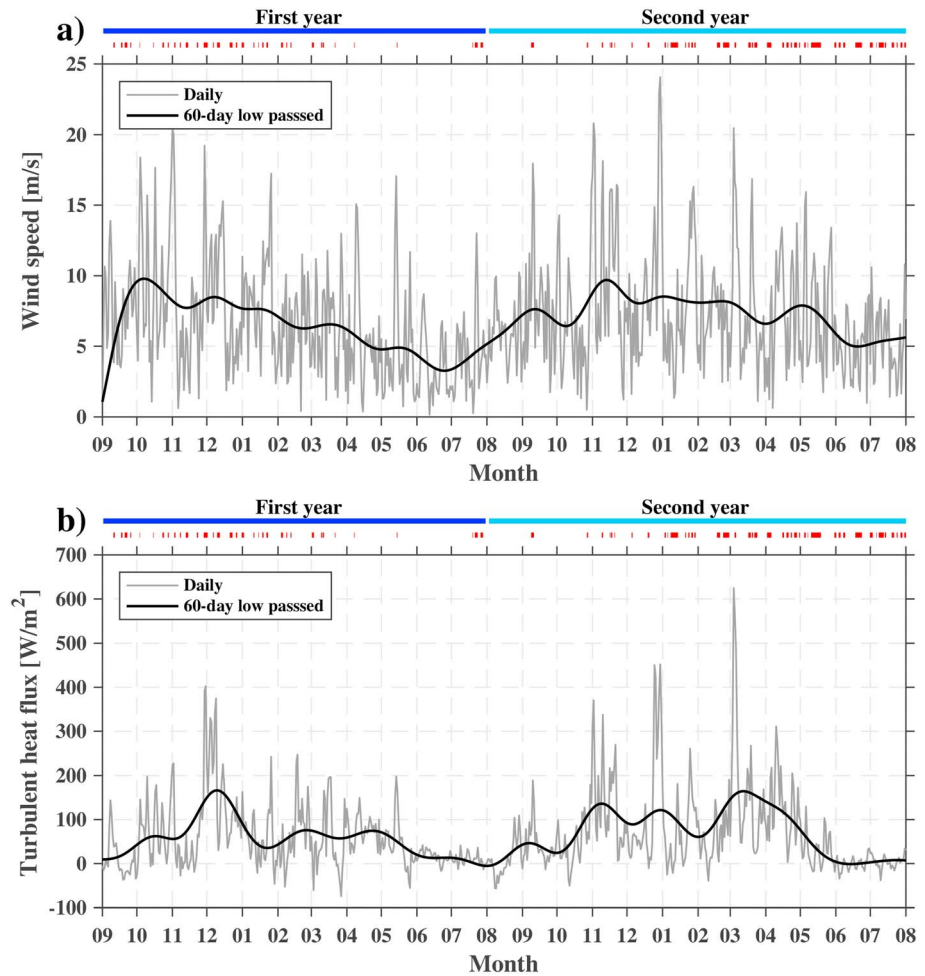 a)
First year Second year
25
20
15
10
5
0
Wind speed [m/s]
Daily
60-day low passsed
09 10 11 12 01 02 03 04 05 06 07 08 09 10 11 12 01 02 03 04 05 06 07 08
Month
b)
First year Second year
700
600
500
400
300
200
100
0
-100
Turbulent heat flux [W/m²]
Daily
60-day low passsed
09 10 11 12 01 02 03 04 05 06 07 08 09 10 11 12 01 02 03 04 05 06 07 08
Month